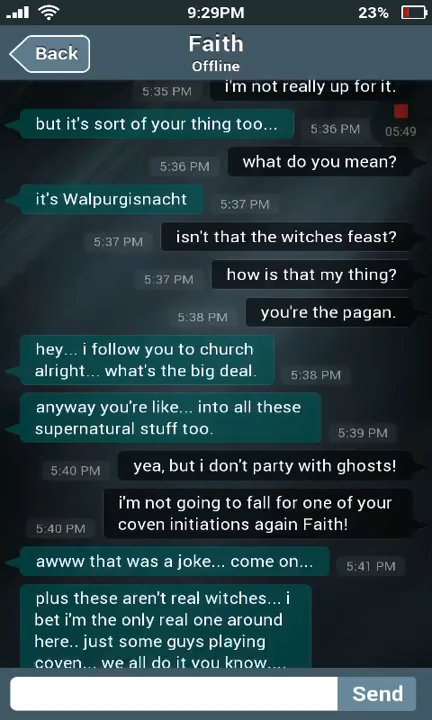 9:29PM
23%
Back
Faith
Offline
i'm not really up for it.
5:35 PM
but it's sort of your thing too...
5:36 PM
05:49
what do you mean?
5:36 PM
it's Walpurgisnacht
5:37 PM
isn't that the witches feast?
5:37 PM
how is that my thing?
5:37 PM
you're the pagan.
5:38 PM
hey... i follow you to church
alright... what's the big deal.
5:38 PM
anyway you're like... into all these
supernatural stuff too.
5:39 PM
yea, but i don't party with ghosts!
5:40 PM
i'm not going to fall for one of your
coven initiations again Faith!
5:40 PM
awww that was a joke... come on...
5:41 PM
plus these aren't real witches... i
bet i'm the only real one around
here.. just some guys playing
coven... we all do it you know....
Send